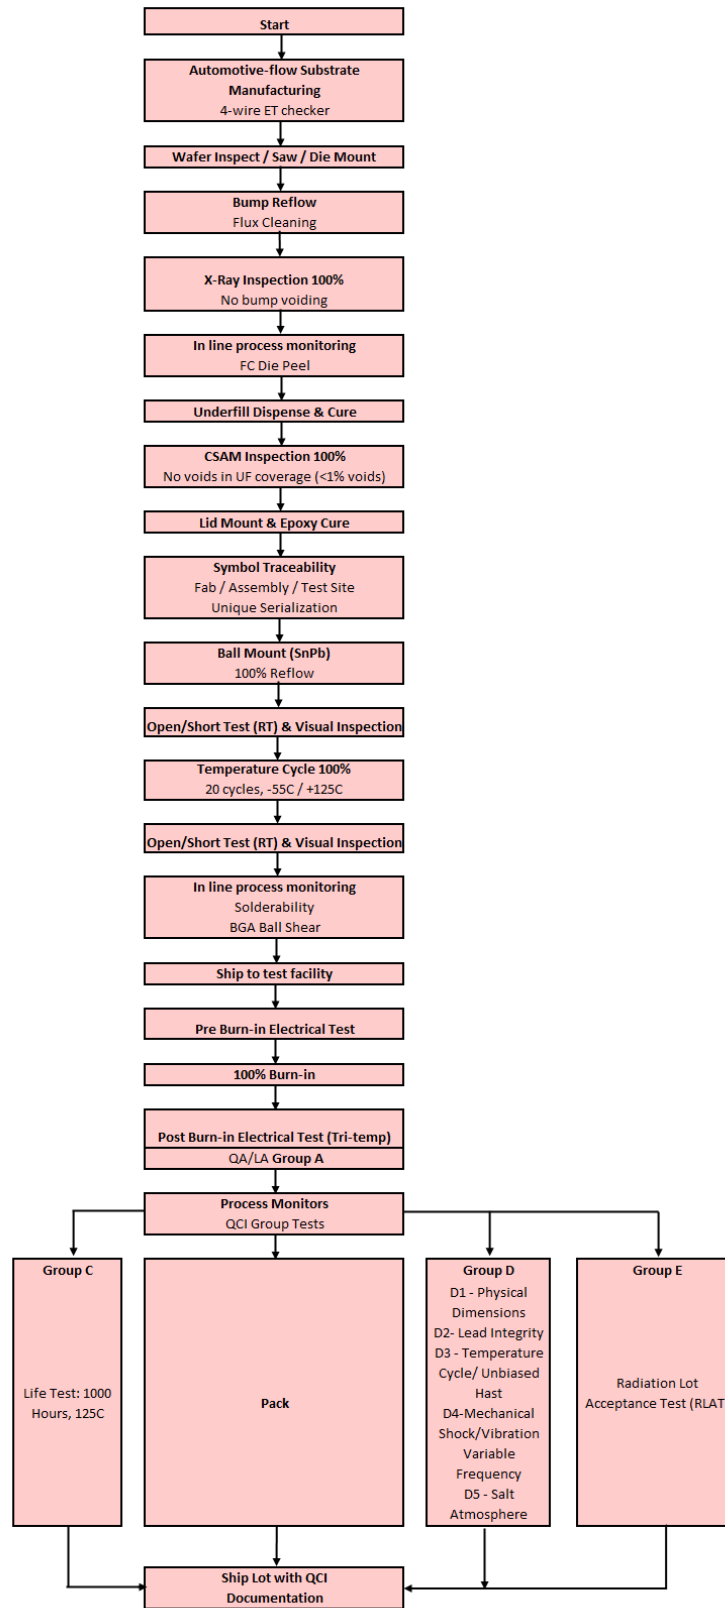 Start
Automotive-flow Substrate
Manufacturing
4-wire ET checker
Wafer Inspect / Saw / Die Mount
Bump Reflow
Flux Cleaning
X-Ray Inspection 100%
No bump voiding
In line process monitoring
FC Die Peel
Underfill Dispense & Cure
CSAM Inspection 100%
No voids in UF coverage (<1% voids)
Lid Mount & Epoxy Cure
Symbol Traceability
Fab / Assembly / Test Site
Unique Serialization
Ball Mount (SnPb)
100% Reflow
Open/Short Test (RT) & Visual Inspection
Temperature Cycle 100%
20 cycles, -55C / +125C
Open/Short Test (RT) & Visual Inspection
In line process monitoring
Solderability
BGA Ball Shear
Ship to test facility
Pre Burn-in Electrical Test
100% Burn-in
Post Burn-in Electrical Test (Tri-temp)
QA/LA Group A
Process Monitors
QCI Group Tests
Group C
Life Test: 1000
Hours, 125C
Pack
Group D
D1 - Physical
Dimensions
D2- Lead Integrity
D3 - Temperature
Cycle/ Unbiased
Hast
D4-Mechanical
Shock/Vibration
Variable
Frequency
D5 - Salt
Atmosphere
Group E
Radiation Lot
Acceptance Test (RLAT
Ship Lot with QCI
Documentation